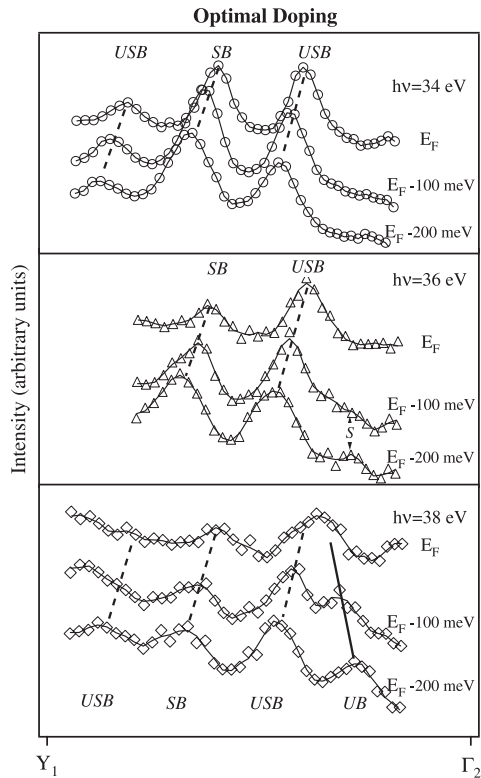 Optimal Doping
USB SB USB
hν=34 eV
E_F
E_F -100 meV
E_F -200 meV
SB USB
hν=36 eV
E_F
E_F -100 meV
S
E_F -200 meV
hν=38 eV
E_F
E_F -100 meV
E_F -200 meV
USB SB USB UB
Intensity (arbitrary units)
Y₁ Γ₂